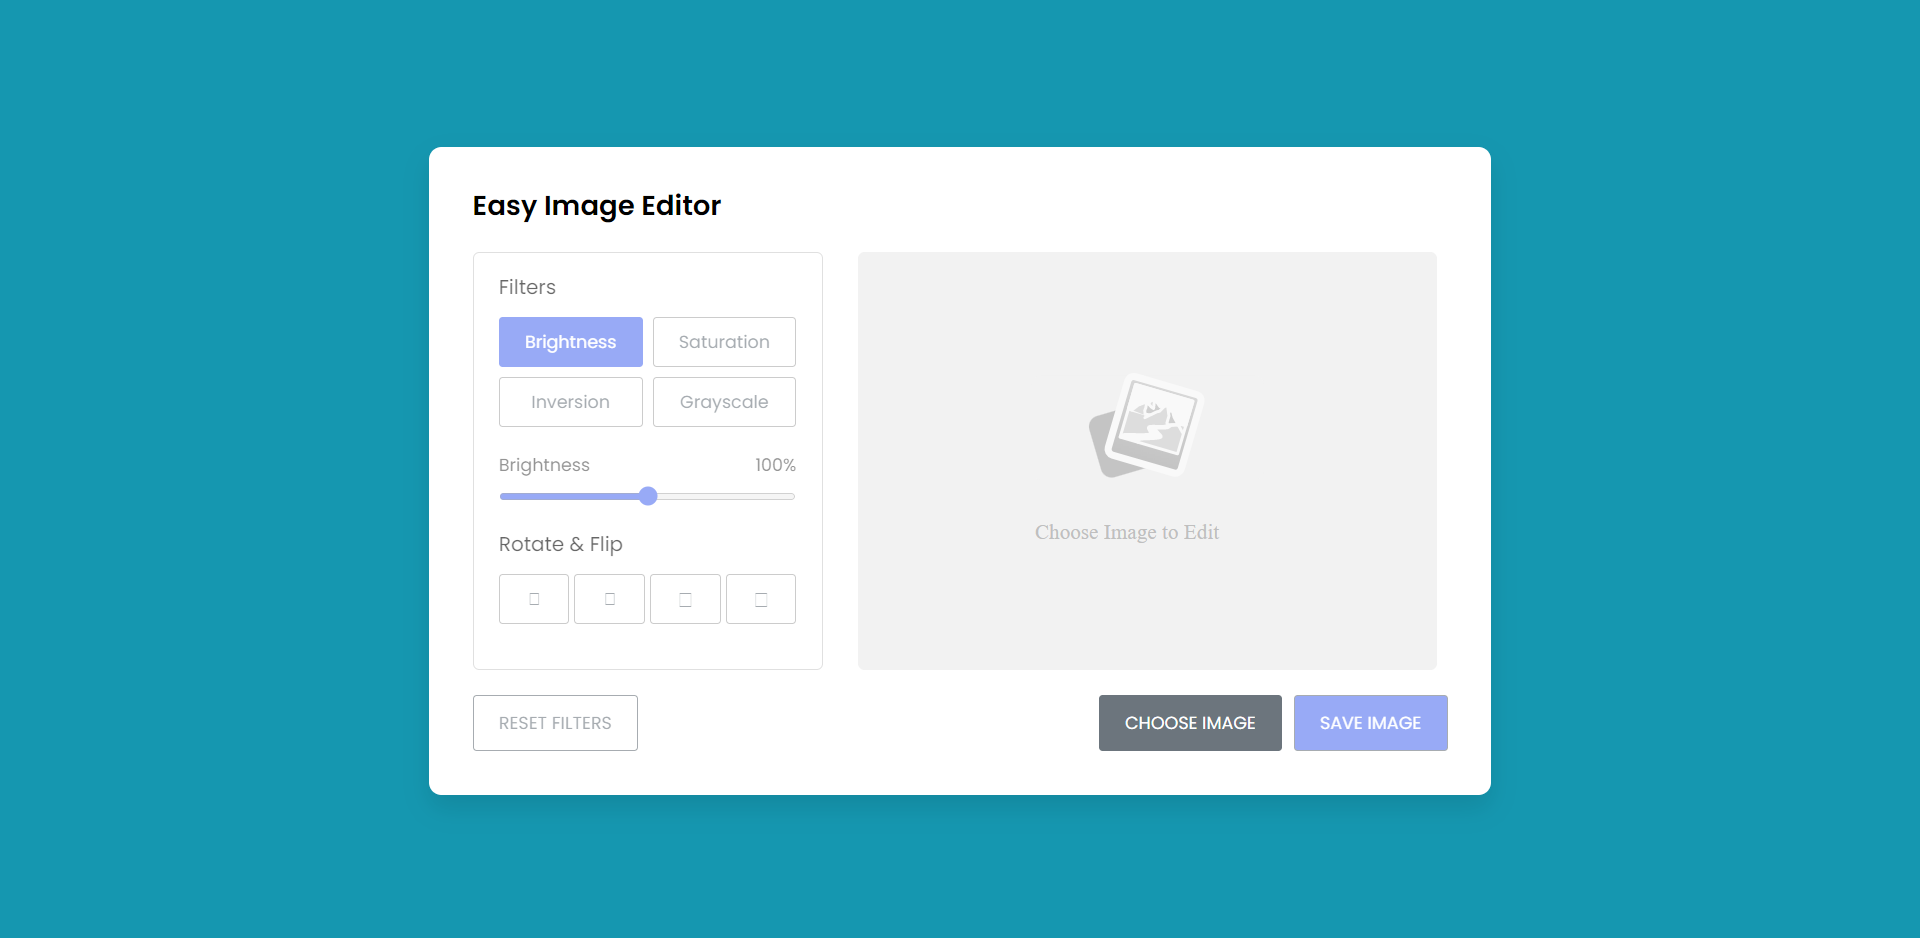 Easy Image Editor
Filters
Brightness
Saturation
Inversion
Grayscale
Brightness
100%
Rotate & Flip
Choose Image to Edit
RESET FILTERS
CHOOSE IMAGE
SAVE IMAGE